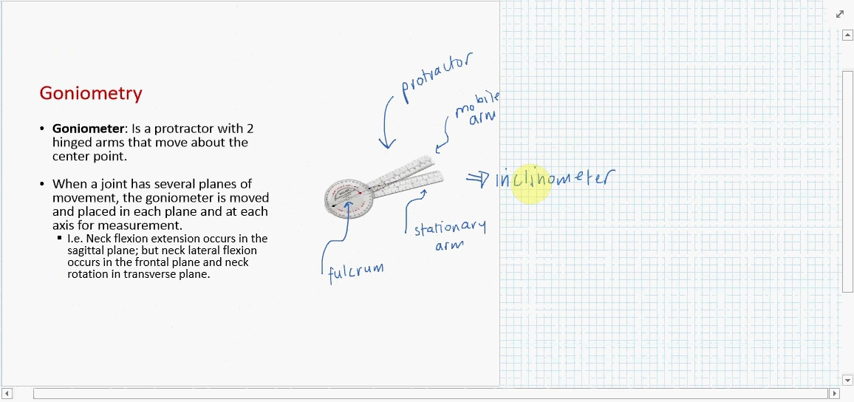 Goniometry
• Goniometer: Is a protractor with 2
hinged arms that move about the
center point.
• When a joint has several planes of
movement, the goniometer is moved
and placed in each plane and at each
axis for measurement.
▪ I.e. Neck flexion extension occurs in the
sagittal plane; but neck lateral flexion
occurs in the frontal plane and neck
rotation in transverse plane.
protractor
mobile
arm
⇒ inclinometer
stationary
arm
fulcrum